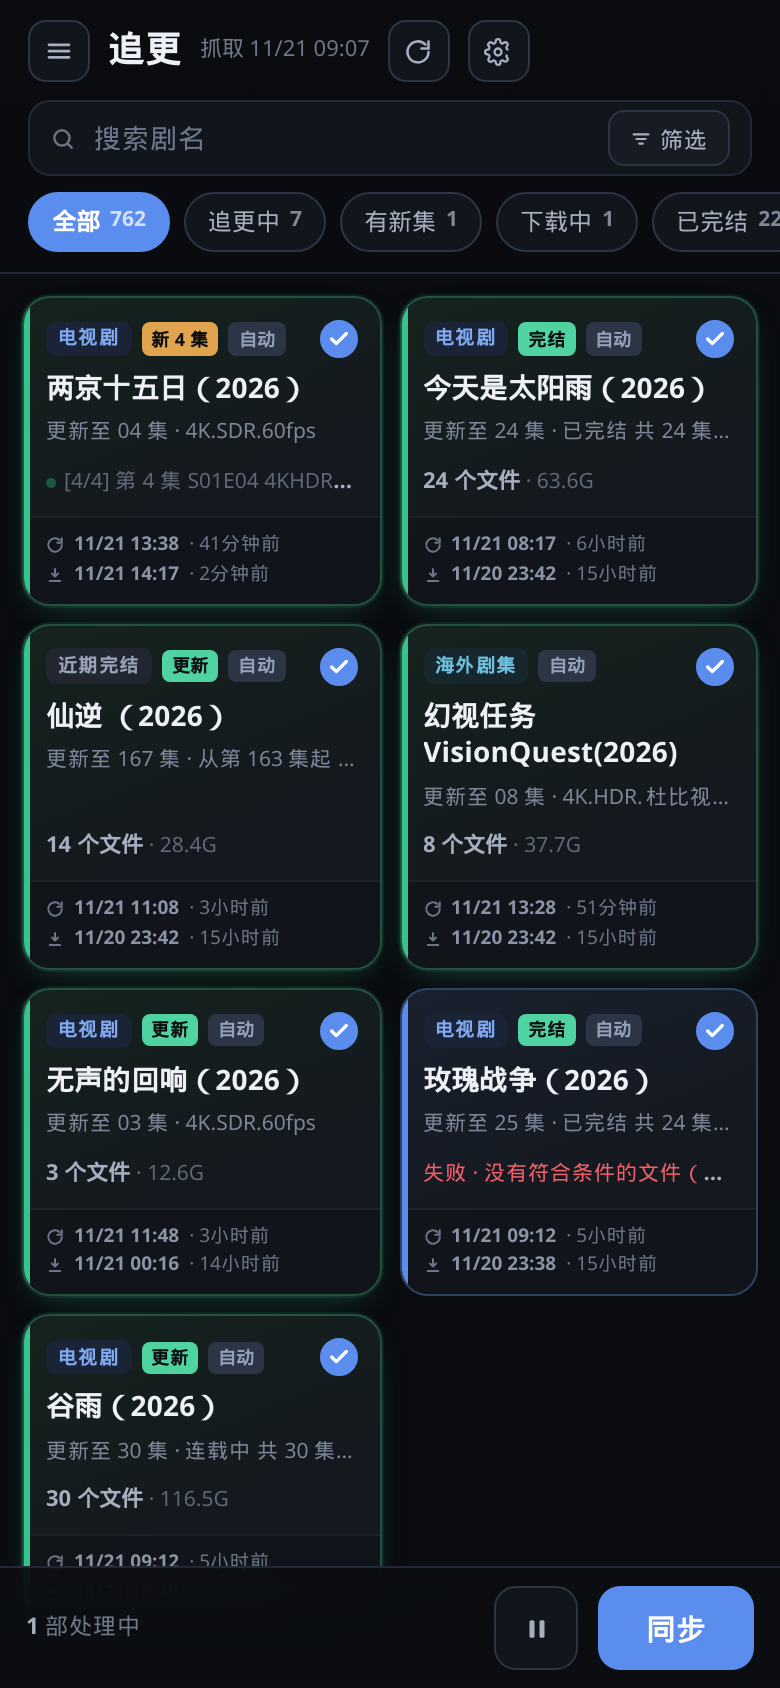 追更 抓取 11/21 09:07
搜索剧名 筛选
全部 762 追更中 7 有新集 1 下载中 1 已完结 22
电视剧 新 4 集 自动
两京十五日（2026）
更新至 04 集 · 4K.SDR.60fps
[4/4] 第 4 集 S01E04 4KHDR...
11/21 13:38 · 41分钟前
11/21 14:17 · 2分钟前
电视剧 完结 自动
今天是太阳雨（2026）
更新至 24 集 · 已完结 共 24 集...
24 个文件 · 63.6G
11/21 08:17 · 6小时前
11/20 23:42 · 15小时前
近期完结 更新 自动
仙逆 （2026）
更新至 167 集 · 从第 163 集起 ...
14 个文件 · 28.4G
11/21 11:08 · 3小时前
11/20 23:42 · 15小时前
海外剧集 自动
幻视任务
VisionQuest(2026)
更新至 08 集 · 4K.HDR. 杜比视...
8 个文件 · 37.7G
11/21 13:28 · 51分钟前
11/20 23:42 · 15小时前
电视剧 更新 自动
无声的回响（2026）
更新至 03 集 · 4K.SDR.60fps
3 个文件 · 12.6G
11/21 11:48 · 3小时前
11/21 00:16 · 14小时前
电视剧 完结 自动
玫瑰战争（2026）
更新至 25 集 · 已完结 共 24 集...
失败 · 没有符合条件的文件（...
11/21 09:12 · 5小时前
11/20 23:38 · 15小时前
电视剧 更新 自动
谷雨（2026）
更新至 30 集 · 连载中 共 30 集...
30 个文件 · 116.5G
11/21 09:12 · 5小时前
1 部处理中 同步